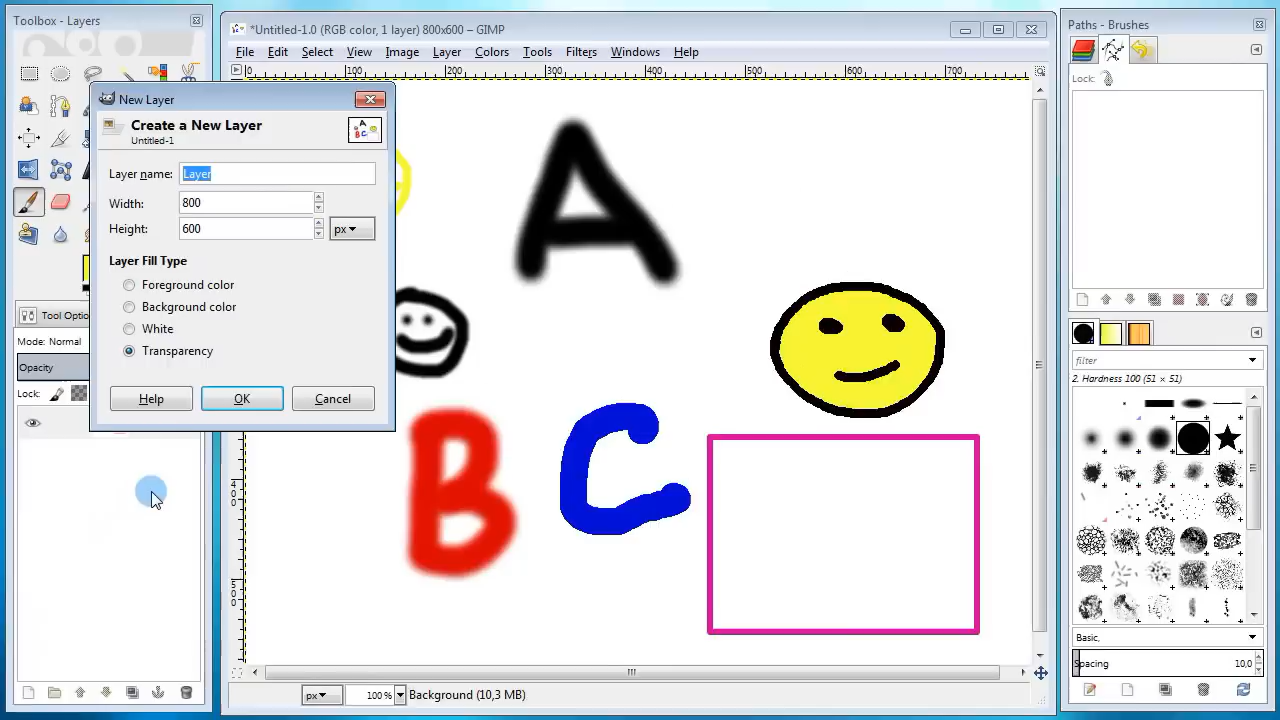 Toolbox - Layers
*Untitled-1.0 (RGB color, 1 layer) 800x600 – GIMP
Paths - Brushes
File Edit Select View Image Layer Colors Tools Filters Windows Help
0 100 200 300 400 500 600 700
Lock:
New Layer
Create a New Layer
Untitled-1
Layer name: Layer
Width: 800
Height: 600 px
Layer Fill Type
Foreground color
Background color
White
Transparency
Help OK Cancel
Tool Optio
Mode: Normal
Opacity
Lock:
A
B C
400
500
filter
2. Hardness 100 (51 × 51)
Basic,
Spacing 10,0
px 100 % Background (10,3 MB)